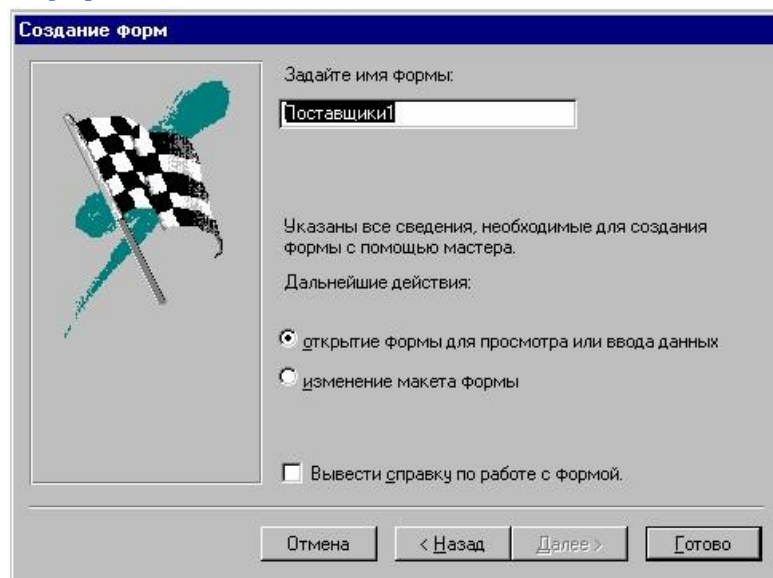 Создание форм
Задайте имя формы:
Поставщики1
Указаны все сведения, необходимые для создания
формы с помощью мастера.
Дальнейшие действия:
открытие формы для просмотра или ввода данных
изменение макета формы
Вывести справку по работе с формой.
Отмена
< Назад
Далее >
Готово